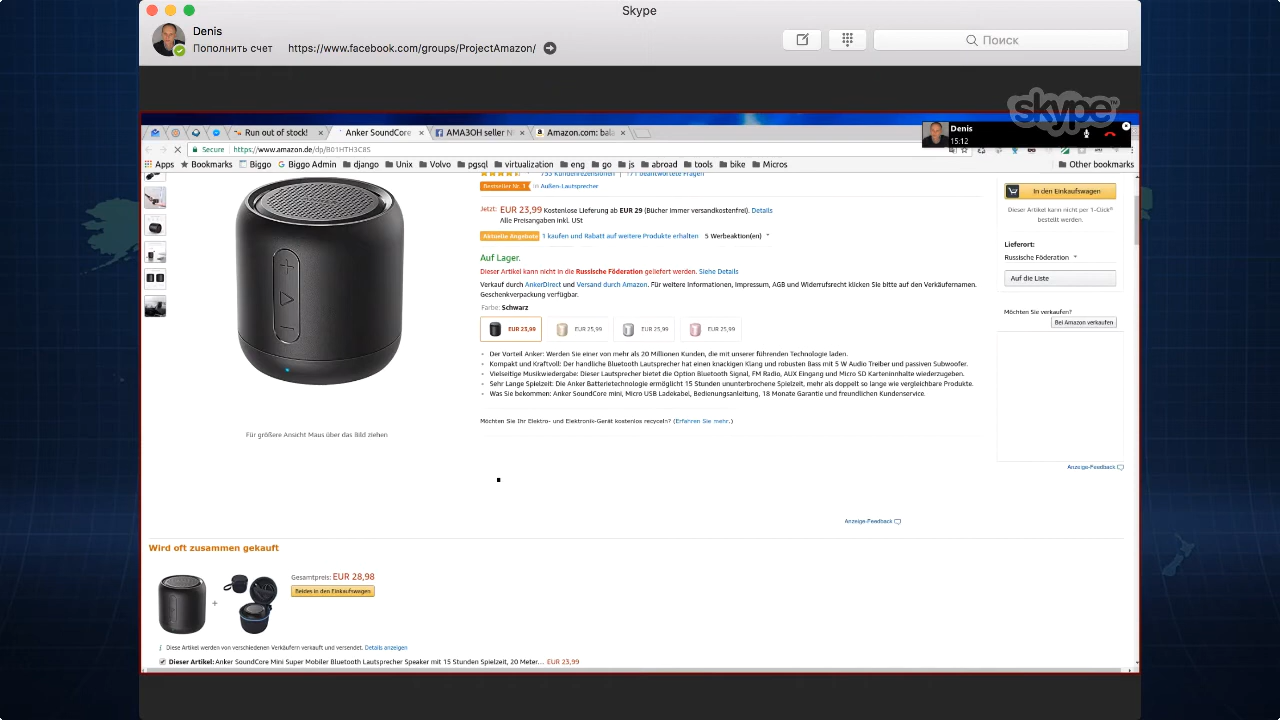 Skype
Denis
Пополнить счет https://www.facebook.com/groups/ProjectAmazon/
Поиск
skype™
Denis
15:12
Run out of stock! × Anker SoundCore × АМАЗОН seller × Amazon.com: bal ×
Secure https://www.amazon.de/dp/B01HTH3C8S
Apps Bookmarks Biggo Biggo Admin django Unix Volvo pgsql virtualization eng go js abroad tools bike Micros Other bookmarks
Kundenrezensionen | 171 beantwortete Fragen
Bestseller Nr. 1 in Außen-Lautsprecher
In den Einkaufswagen
Jetzt: EUR 23,99 Kostenlose Lieferung ab EUR 29 (Bücher immer versandkostenfrei). Details
Alle Preisangaben inkl. USt
Dieser Artikel kann nicht per 1-Click®
bestellt werden.
Aktuelle Angebote 1 kaufen und Rabatt auf weitere Produkte erhalten 5 Werbeaktion(en)
Lieferort:
Russische Föderation
Auf Lager.
Dieser Artikel kann nicht in die Russische Föderation geliefert werden. Siehe Details
Auf die Liste
Verkauf durch AnkerDirect und Versand durch Amazon. Für weitere Informationen, Impressum, AGB und Widerrufsrecht klicken Sie bitte auf den Verkäufernamen.
Geschenkverpackung verfügbar.
Farbe: Schwarz
Möchten Sie verkaufen?
Bei Amazon verkaufen
EUR 23,99 EUR 25,99 EUR 25,99 EUR 25,99
• Der Vorteil Anker: Werden Sie einer von mehr als 20 Millionen Kunden, die mit unserer führenden Technologie laden.
• Kompakt und Kraftvoll: Der handliche Bluetooth Lautsprecher hat einen knackigen Klang und robusten Bass mit 5 W Audio Treiber und passiven Subwoofer.
• Vielseitige Musikwiedergabe: Dieser Lautsprecher bietet die Option Bluetooth Signal, FM Radio, AUX Eingang und Micro SD Karteninhalte wiederzugeben.
• Sehr Lange Spielzeit: Die Anker Batterietechnologie ermöglicht 15 Stunden ununterbrochene Spielzeit, mehr als doppelt so lange wie vergleichbare Produkte.
• Was Sie bekommen: Anker SoundCore mini, Micro USB Ladekabel, Bedienungsanleitung, 18 Monate Garantie und freundlichen Kundenservice.
Möchten Sie Ihr Elektro- und Elektronik-Gerät kostenlos recyceln? (Erfahren Sie mehr.)
Für größere Ansicht Maus über das Bild ziehen
Anzeige-Feedback
Anzeige-Feedback
Wird oft zusammen gekauft
Gesamtpreis: EUR 28,98
Beides in den Einkaufswagen
+
i Diese Artikel werden von verschiedenen Verkäufern verkauft und versendet. Details anzeigen
Dieser Artikel: Anker SoundCore Mini Super Mobiler Bluetooth Lautsprecher Speaker mit 15 Stunden Spielzeit, 20 Meter... EUR 23,99